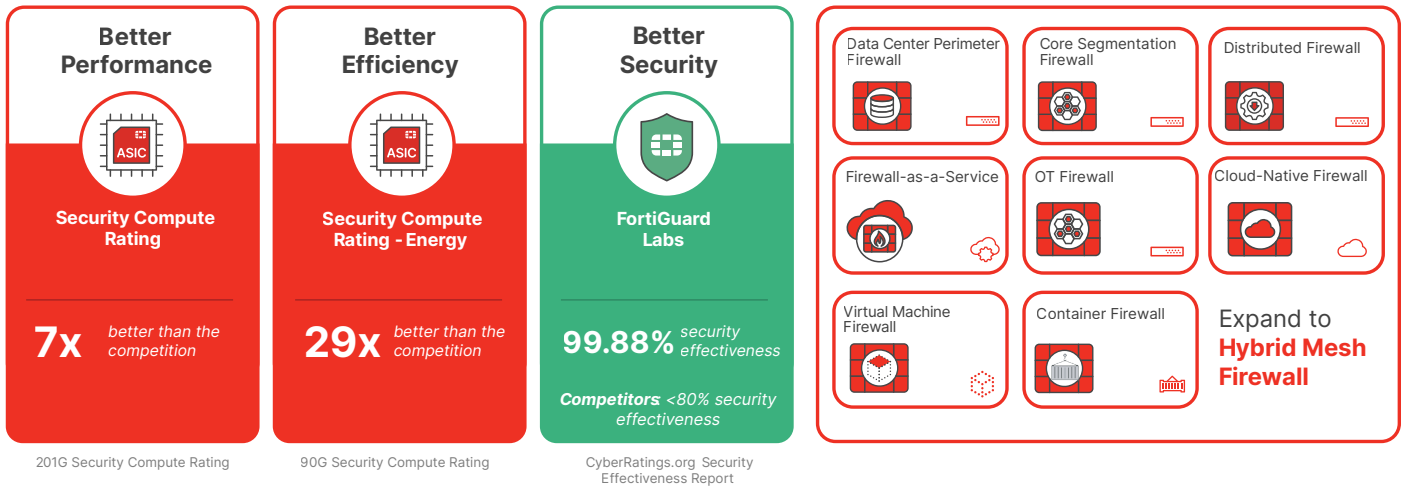 Better
Performance
ASIC
Security Compute
Rating
7x
better than the
competition
201G Security Compute Rating
Better
Efficiency
ASIC
Security Compute
Rating - Energy
29x
better than the
competition
90G Security Compute Rating
Better
Security
FortiGuard
Labs
99.88%
security
effectiveness
Competitors: <80% security
effectiveness
CyberRatings.org Security
Effectiveness Report
Data Center Perimeter
Firewall
Core Segmentation
Firewall
Distributed Firewall
Firewall-as-a-Service
OT Firewall
Cloud-Native Firewall
Virtual Machine
Firewall
Container Firewall
Expand to
Hybrid Mesh
Firewall